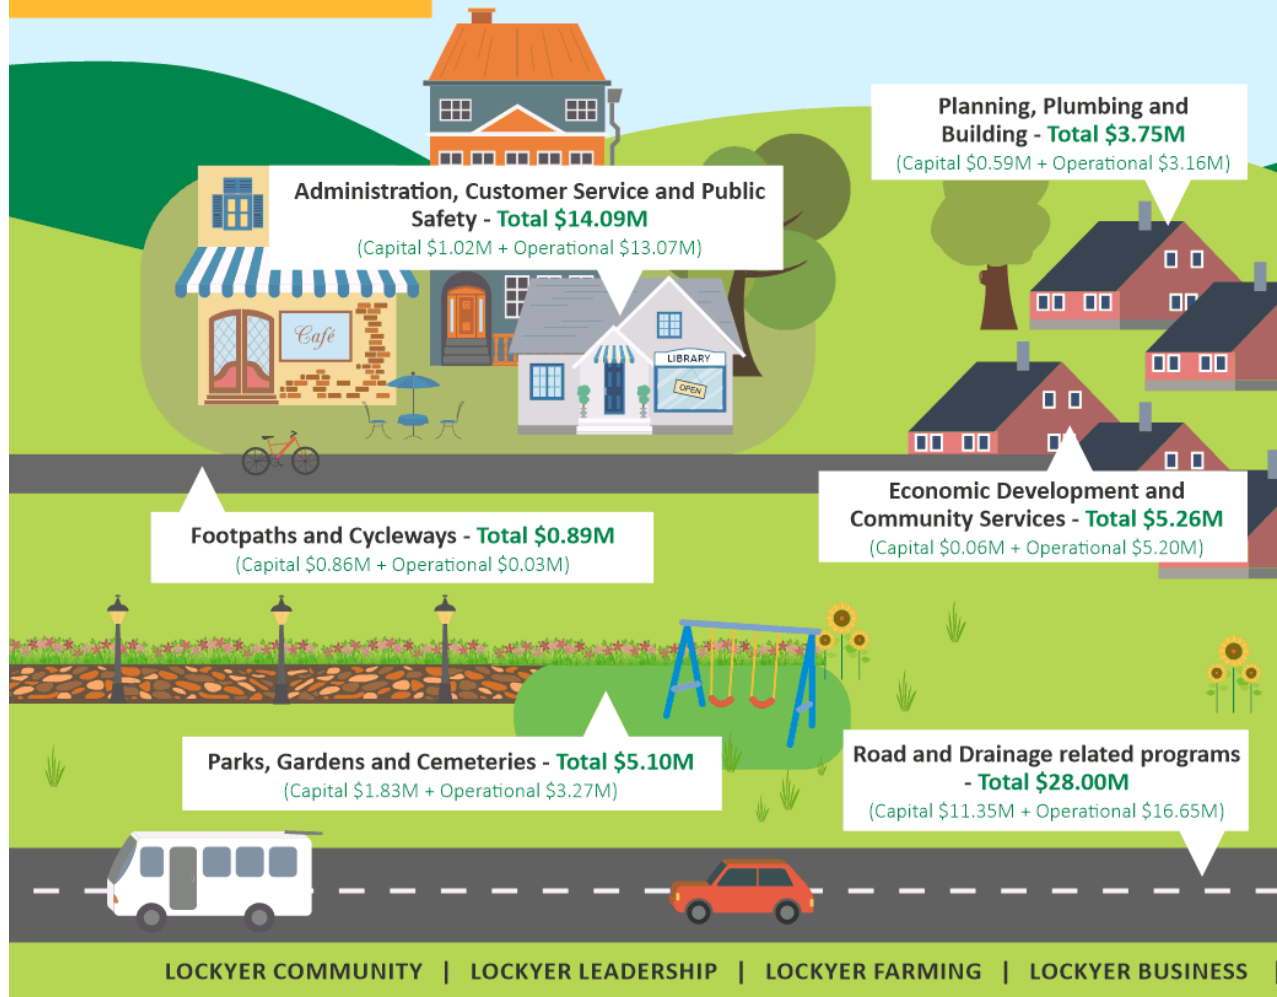 Planning, Plumbing and
Building - Total $3.75M
(Capital $0.59M + Operational $3.16M)
Administration, Customer Service and Public
Safety - Total $14.09M
(Capital $1.02M + Operational $13.07M)
Café
LIBRARY
OPEN
Economic Development and
Community Services - Total $5.26M
(Capital $0.06M + Operational $5.20M)
Footpaths and Cycleways - Total $0.89M
(Capital $0.86M + Operational $0.03M)
Parks, Gardens and Cemeteries - Total $5.10M
(Capital $1.83M + Operational $3.27M)
Road and Drainage related programs
- Total $28.00M
(Capital $11.35M + Operational $16.65M)
LOCKYER COMMUNITY | LOCKYER LEADERSHIP | LOCKYER FARMING | LOCKYER BUSINESS |